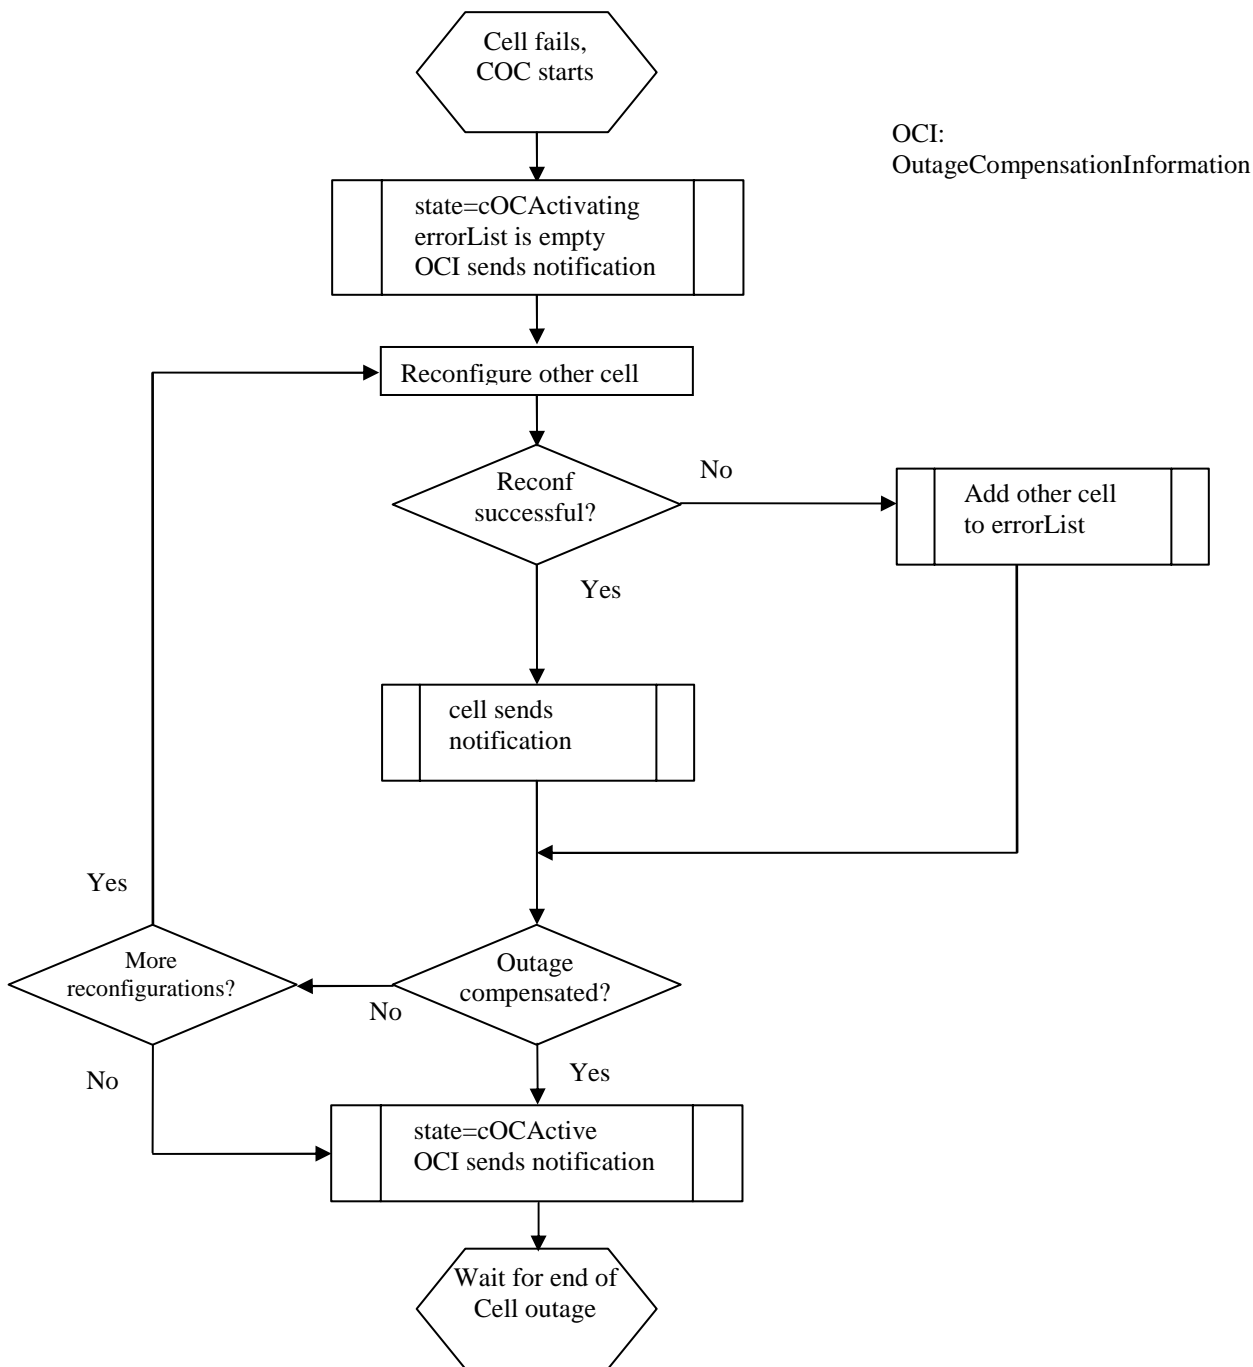 Cell fails,
COC starts
OCI:
OutageCompensationInformation
state=cOCActivating
errorList is empty
OCI sends notification
Reconfigure other cell
Reconf
successful?
No
Add other cell
to errorList
Yes
cell sends
notification
Yes
More
reconfigurations?
No
Outage
compensated?
No
Yes
state=cOCActive
OCI sends notification
Wait for end of
Cell outage